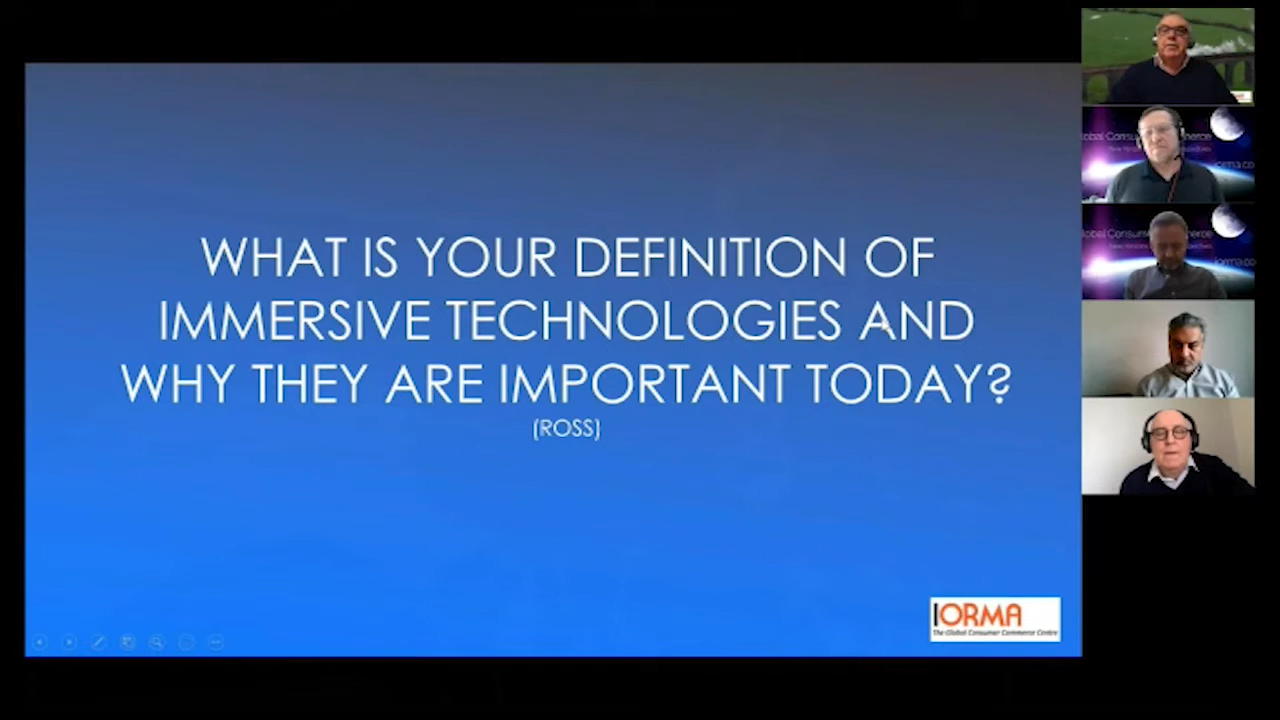 WHAT IS YOUR DEFINITION OF
IMMERSIVE TECHNOLOGIES AND
WHY THEY ARE IMPORTANT TODAY?
(ROSS)
IORMA
The Global Consumer Commerce Centre